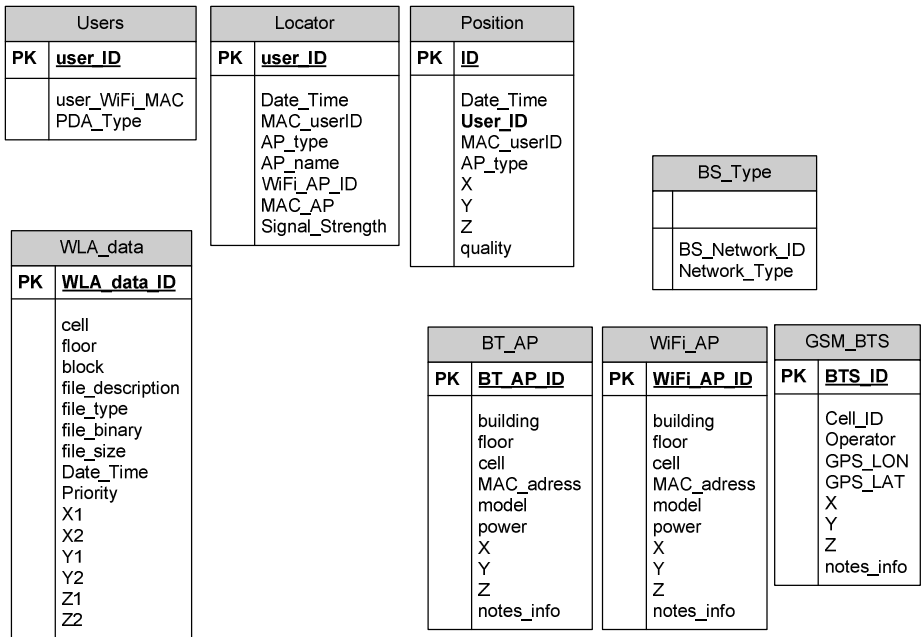 Users
PK user_ID
user_WiFi_MAC
PDA_Type
Locator
PK user_ID
Date_Time
MAC_userID
AP_type
AP_name
WiFi_AP_ID
MAC_AP
Signal_Strength
Position
PK ID
Date_Time
User_ID
MAC_userID
AP_type
X
Y
Z
quality
BS_Type
BS_Network_ID
Network_Type
WLA_data
PK WLA_data_ID
cell
floor
block
file_description
file_type
file_binary
file_size
Date_Time
Priority
X1
X2
Y1
Y2
Z1
Z2
BT_AP
PK BT_AP_ID
building
floor
cell
MAC_adress
model
power
X
Y
Z
notes_info
WiFi_AP
PK WiFi_AP_ID
building
floor
cell
MAC_adress
model
power
X
Y
Z
notes_info
GSM_BTS
PK BTS_ID
Cell_ID
Operator
GPS_LON
GPS_LAT
X
Y
Z
notes_info